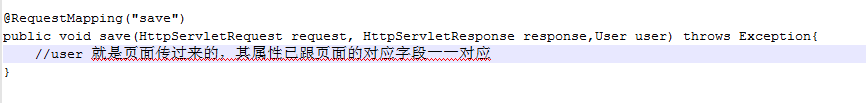 @RequestMapping("save")
public void save(HttpServletRequest request, HttpServletResponse response,User user) throws Exception{
//user 就是页面传过来的，其属性已跟页面的对应字段一一对应
}